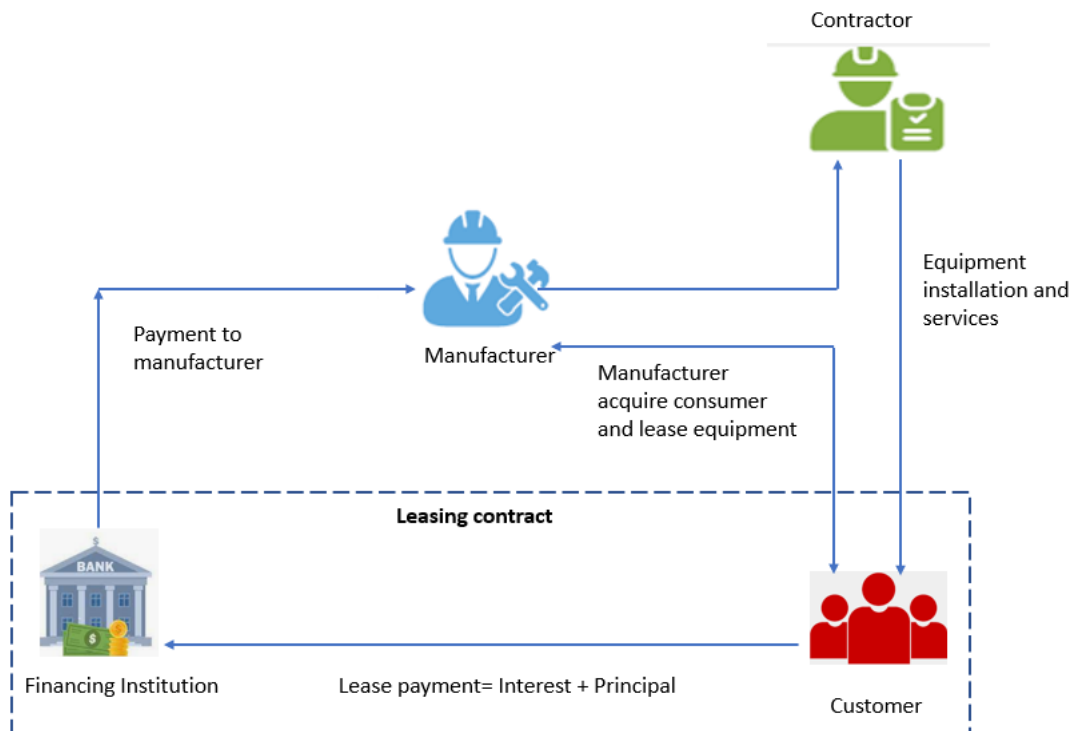 Contractor
Equipment
installation and
services
Payment to
manufacturer
Manufacturer
Manufacturer
acquire consumer
and lease equipment
Leasing contract
$
BANK
$
Financing Institution
Lease payment= Interest + Principal
Customer